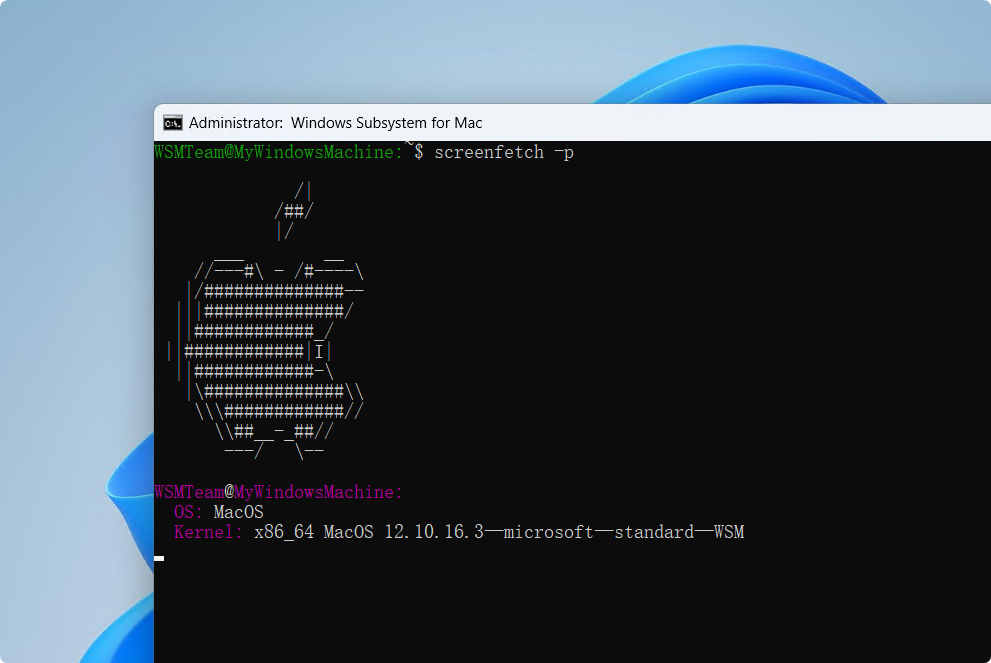 Administrator:  Windows Subsystem for Mac
WSMTeam@MyWindowsMachine:~$ screenfetch -p
              /|
            /##/
            |/
      ___        __
    //---#\ - /#----\
   |/##############--
  |||##############/
  ||############_/
 ||############|I|
  ||############-\
   |\##############\\
    \\\############//
      \\##__-_##//
       ---/   \--
WSMTeam@MyWindowsMachine:
  OS: MacOS
  Kernel: x86_64 MacOS 12.10.16.3-microsoft-standard-WSM